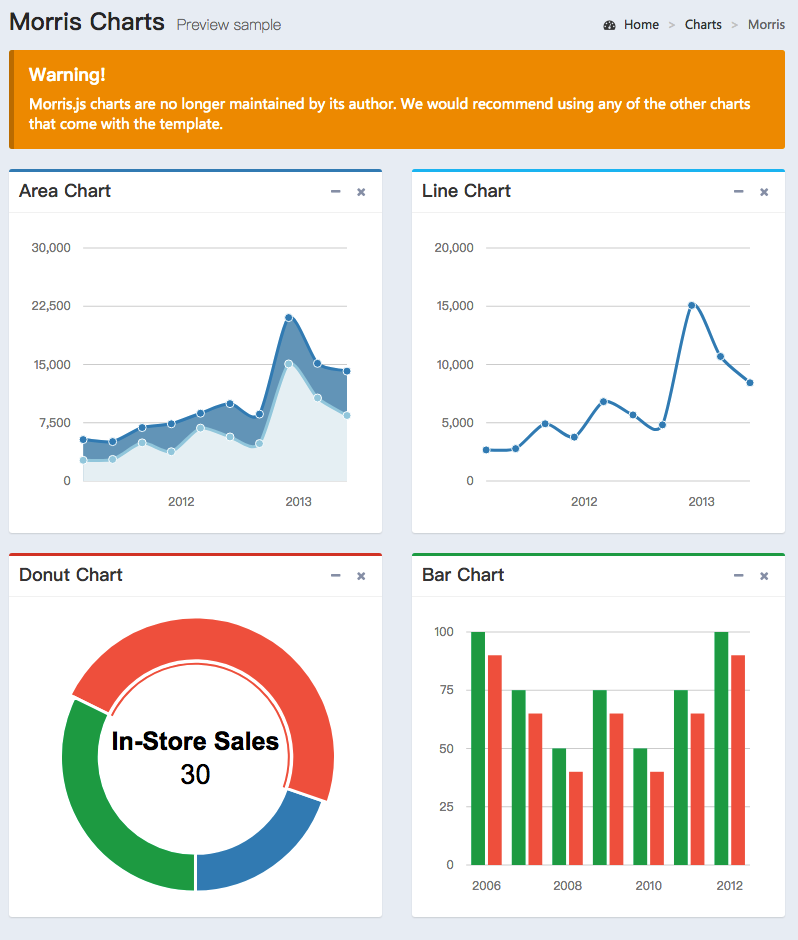 Morris Charts Preview sample
Home > Charts > Morris
Warning!
Morris.js charts are no longer maintained by its author. We would recommend using any of the other charts
that come with the template.
Area Chart
30,000
22,500
15,000
7,500
0
2012 2013
Line Chart
20,000
15,000
10,000
5,000
0
2012 2013
Donut Chart
In-Store Sales
30
Bar Chart
100
75
50
25
0
2006 2008 2010 2012